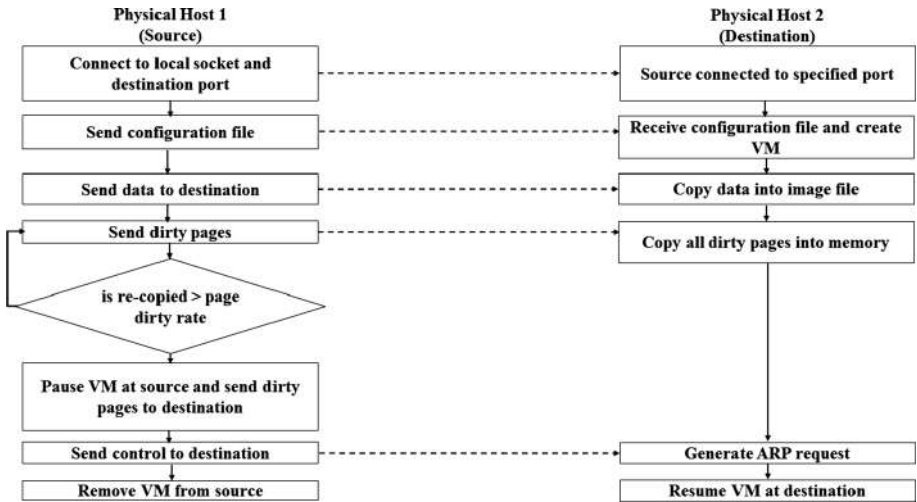 Physical Host 1
(Source)
Physical Host 2
(Destination)
Connect to local socket and
destination port
Source connected to specified port
Send configuration file
Receive configuration file and create
VM
Send data to destination
Copy data into image file
Send dirty pages
Copy all dirty pages into memory
is re-copied > page
dirty rate
Pause VM at source and send dirty
pages to destination
Send control to destination
Generate ARP request
Remove VM from source
Resume VM at destination